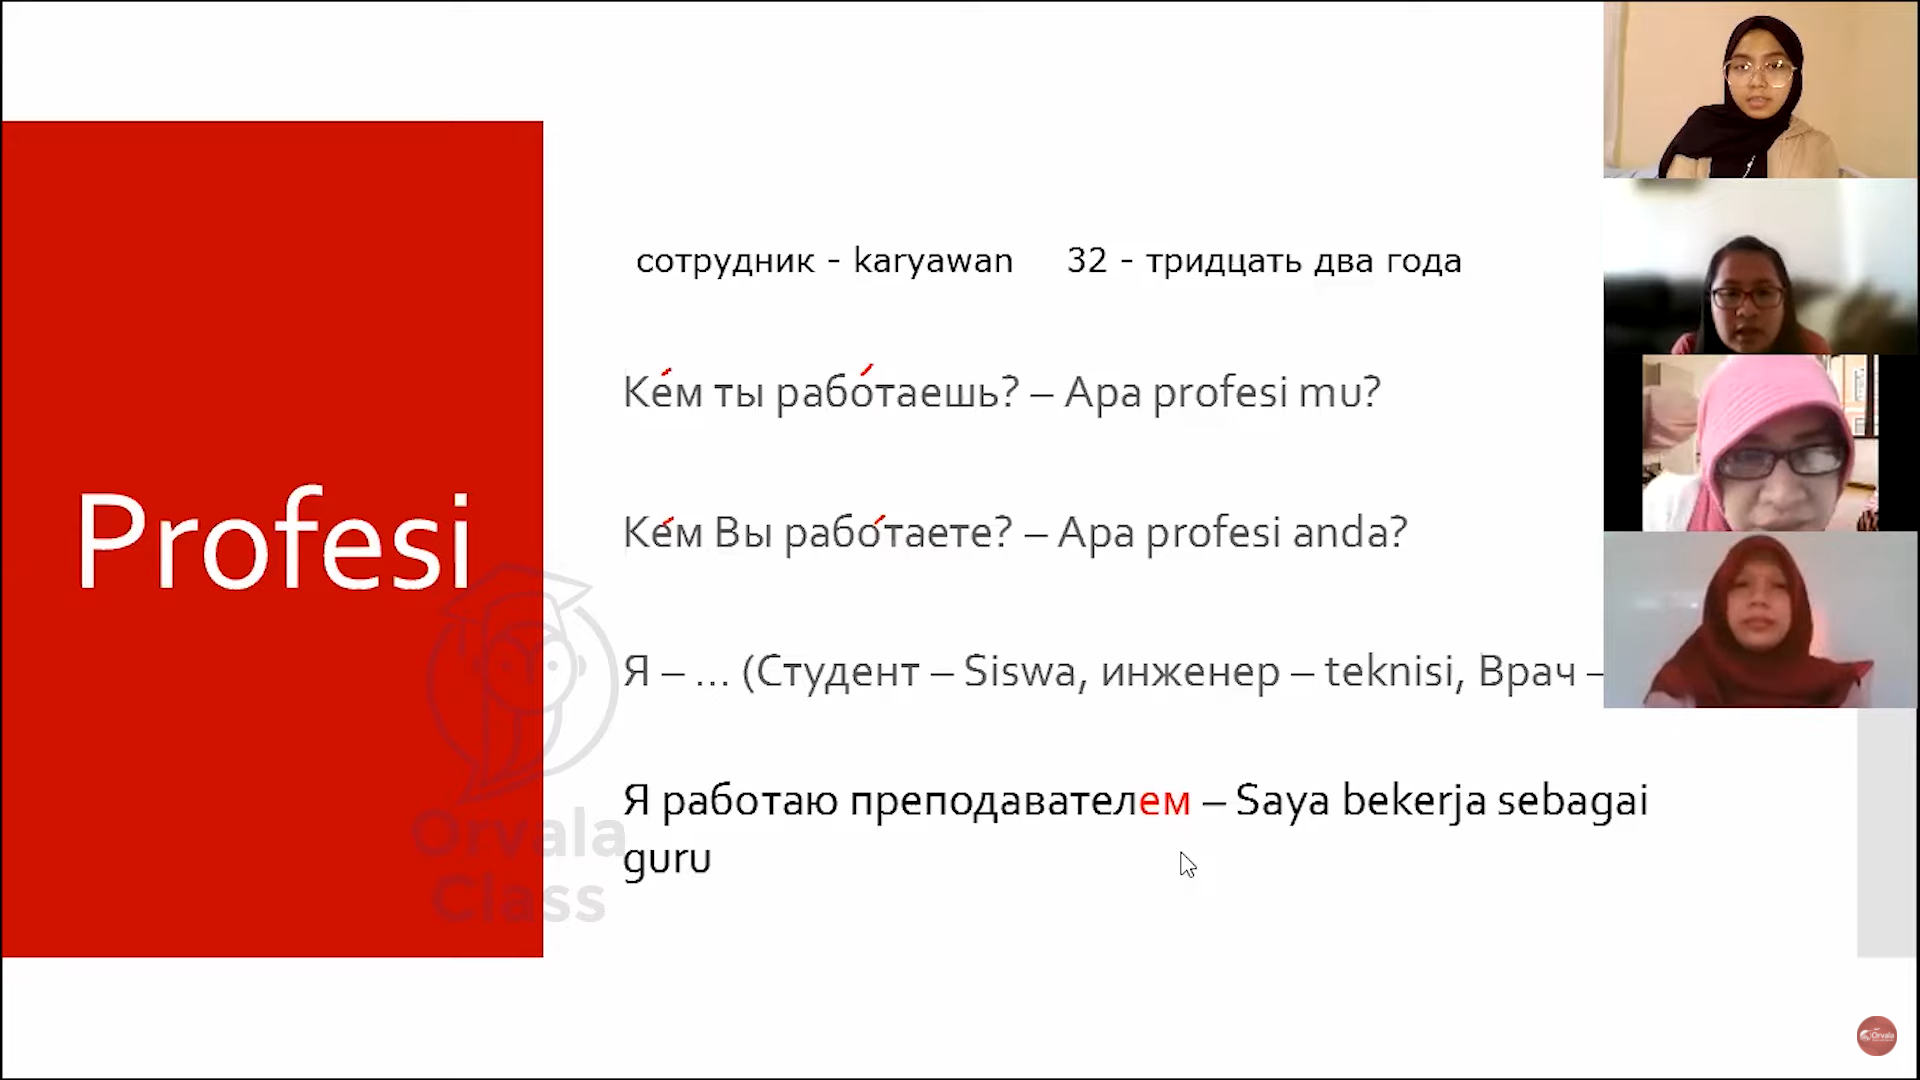 Profesi
сотрудник - karyawan 32 - тридцать два года
Ке́м ты рабо́таешь? – Apa profesi mu?
Ке́м Вы рабо́таете? – Apa profesi anda?
Я – ... (Студент – Siswa, инженер – teknisi, Врач –
Я работаю преподавателем – Saya bekerja sebagai
guru
Orvala
Class
Orvala